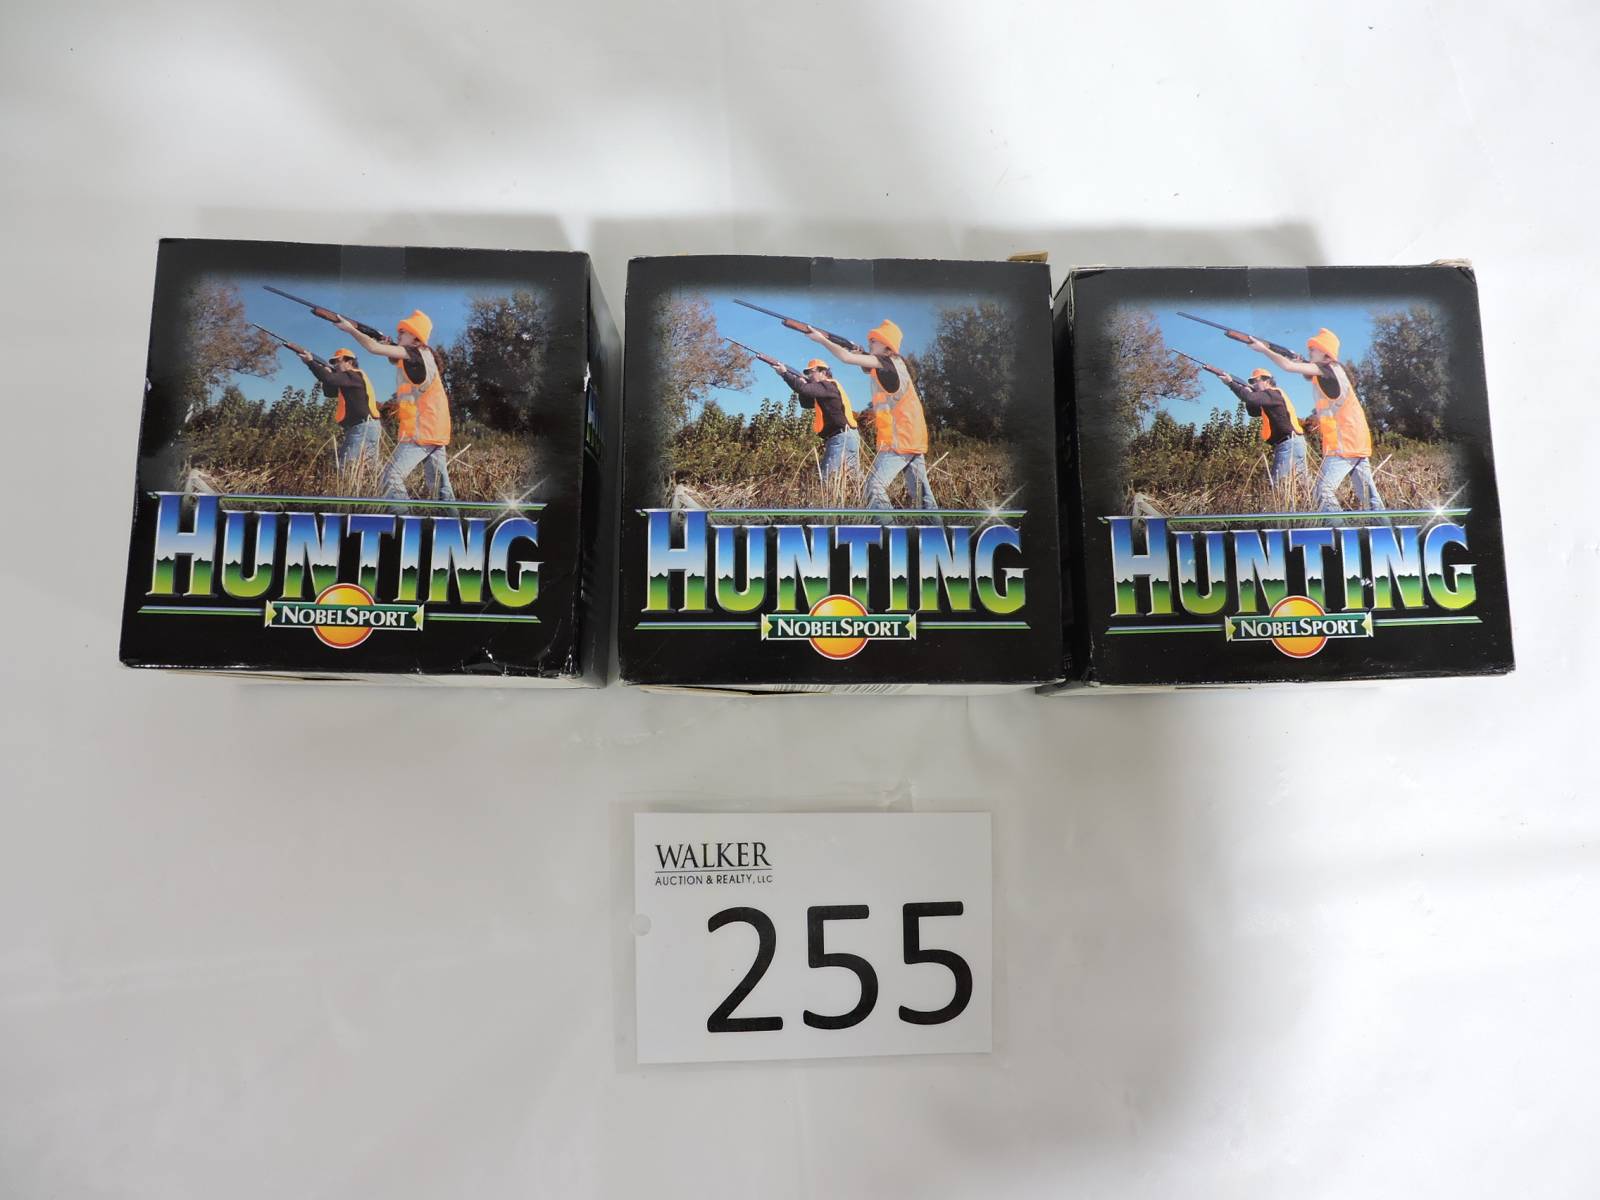 HUNTING
NOBELSPORT
HUNTING
NOBELSPORT
HUNTING
NOBELSPORT
WALKER
AUCTION & REALTY, LLC
255